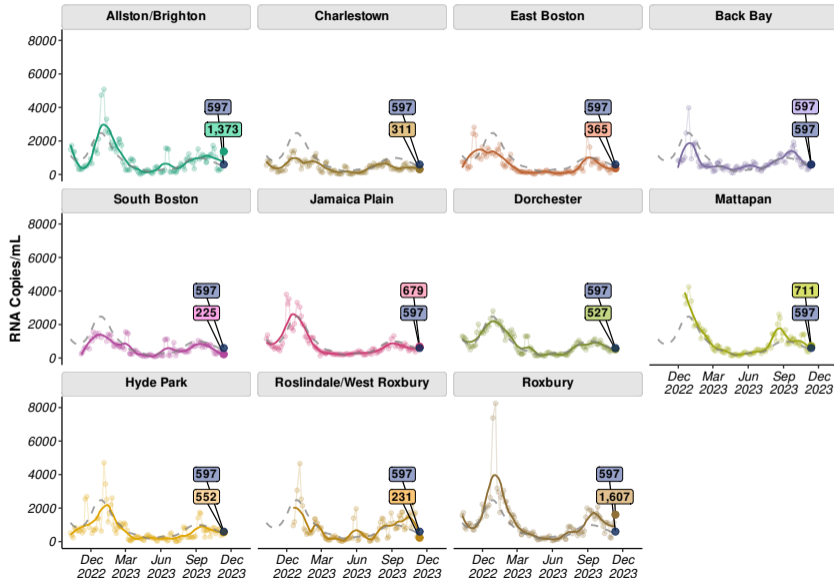 Allston/Brighton Charlestown East Boston Back Bay
8000
6000
4000
2000
0
597 597 597 597
1,373 311 365 597
South Boston Jamaica Plain Dorchester Mattapan
RNA Copies/mL
8000
6000
4000
2000
0
597 679 597 711
225 597 527 597
Dec 2022 Mar 2023 Jun 2023 Sep 2023 Dec 2023
Hyde Park Roslindale/West Roxbury Roxbury
8000
6000
4000
2000
0
597 597 597
552 231 1,607
Dec Mar Jun Sep Dec Dec Mar Jun Sep Dec Dec Mar Jun Sep Dec
2022 2023 2023 2023 2023 2022 2023 2023 2023 2023 2022 2023 2023 2023 2023